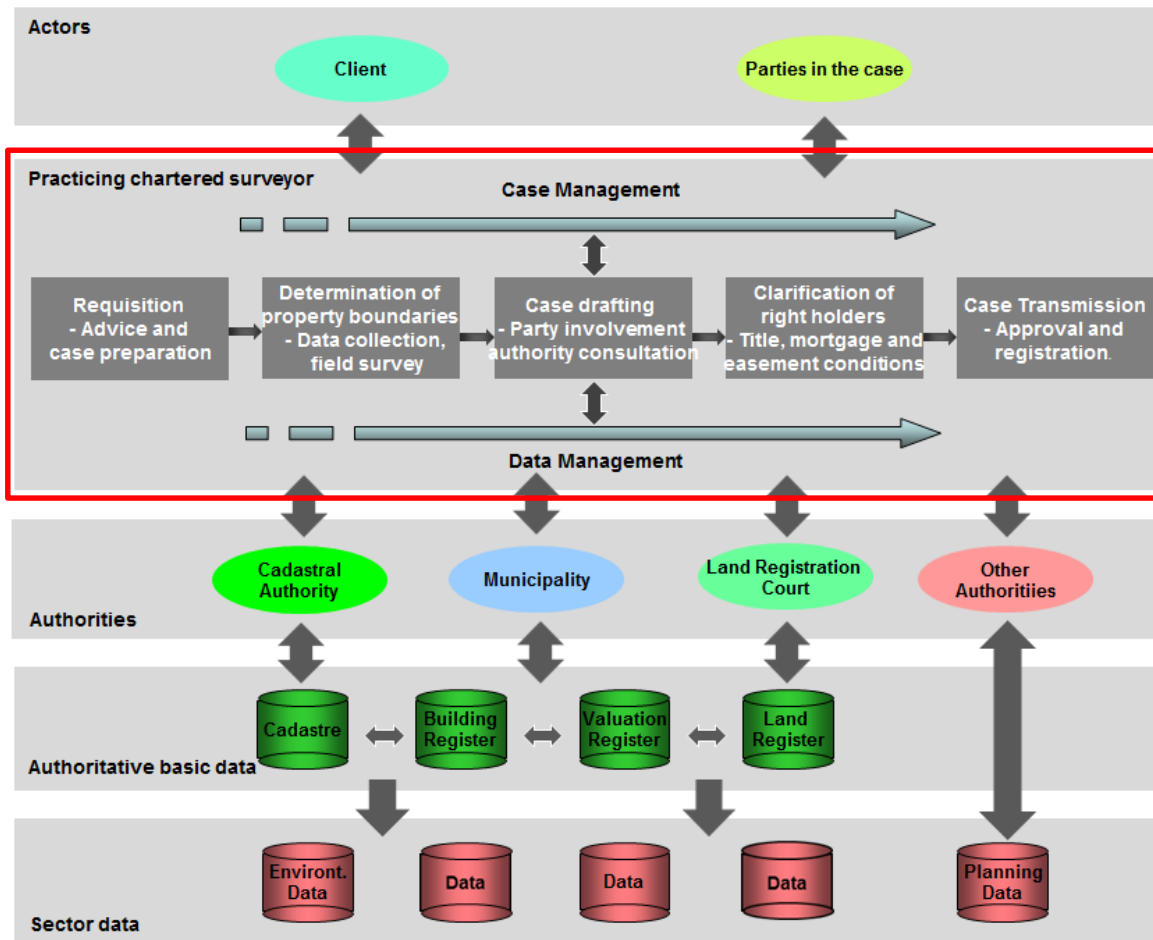 Actors
Client
Parties in the case
Practicing chartered surveyor
Case Management
Requisition
- Advice and
case preparation
Determination of
property boundaries
- Data collection,
field survey
Case drafting
- Party involvement
authority consultation
Clarification of
right holders
- Title, mortgage and
easement conditions
Case Transmission
- Approval and
registration.
Data Management
Cadastral
Authority
Municipality
Land Registration
Court
Other
Authoritiies
Authorities
Cadastre
Building
Register
Valuation
Register
Land
Register
Authoritative basic data
Environt.
Data
Data
Data
Data
Planning
Data
Sector data